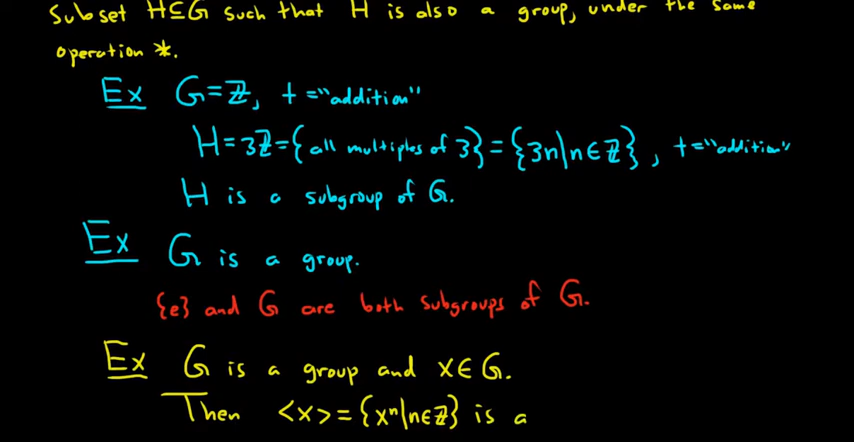 Subset H⊆G such that H is also a group, under the same
operation *.
Ex G=ℤ, + = "addition"
H=3ℤ={all multiples of 3}={3n|n∈ℤ}, + = "addition"
H is a subgroup of G.
Ex G is a group.
{e} and G are both subgroups of G.
Ex G is a group and x∈G.
Then <x>={xⁿ|n∈ℤ} is a